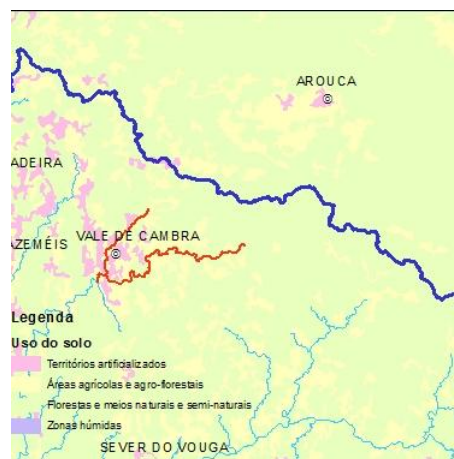 AROUCA
ADEIRA
VALE DE CAMBRA
AZEMÉIS
Legenda
Uso do solo
Territórios artificializados
Áreas agrícolas e agro-florestais
Florestas e meios naturais e semi-naturais
Zonas húmidas
SEVER DO VOUGA